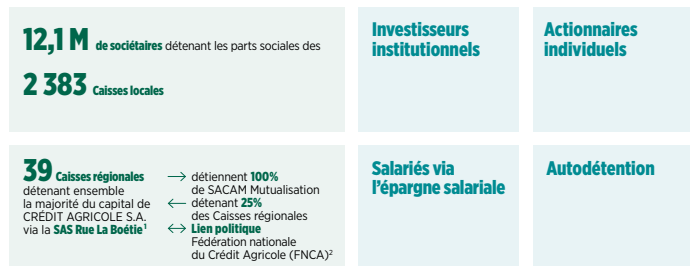 12,1 M de sociétaires détenant les parts sociales des
2 383 Caisses locales
Investisseurs
institutionnels
Actionnaires
individuels
39 Caisses régionales
détenant ensemble
la majorité du capital de
CRÉDIT AGRICOLE S.A.
via la SAS Rue La Boétie¹
→ détiennent 100%
de SACAM Mutualisation
← détenant 25%
des Caisses régionales
↔ Lien politique
Fédération nationale
du Crédit Agricole (FNCA)²
Salariés via
l’épargne salariale
Autodétention